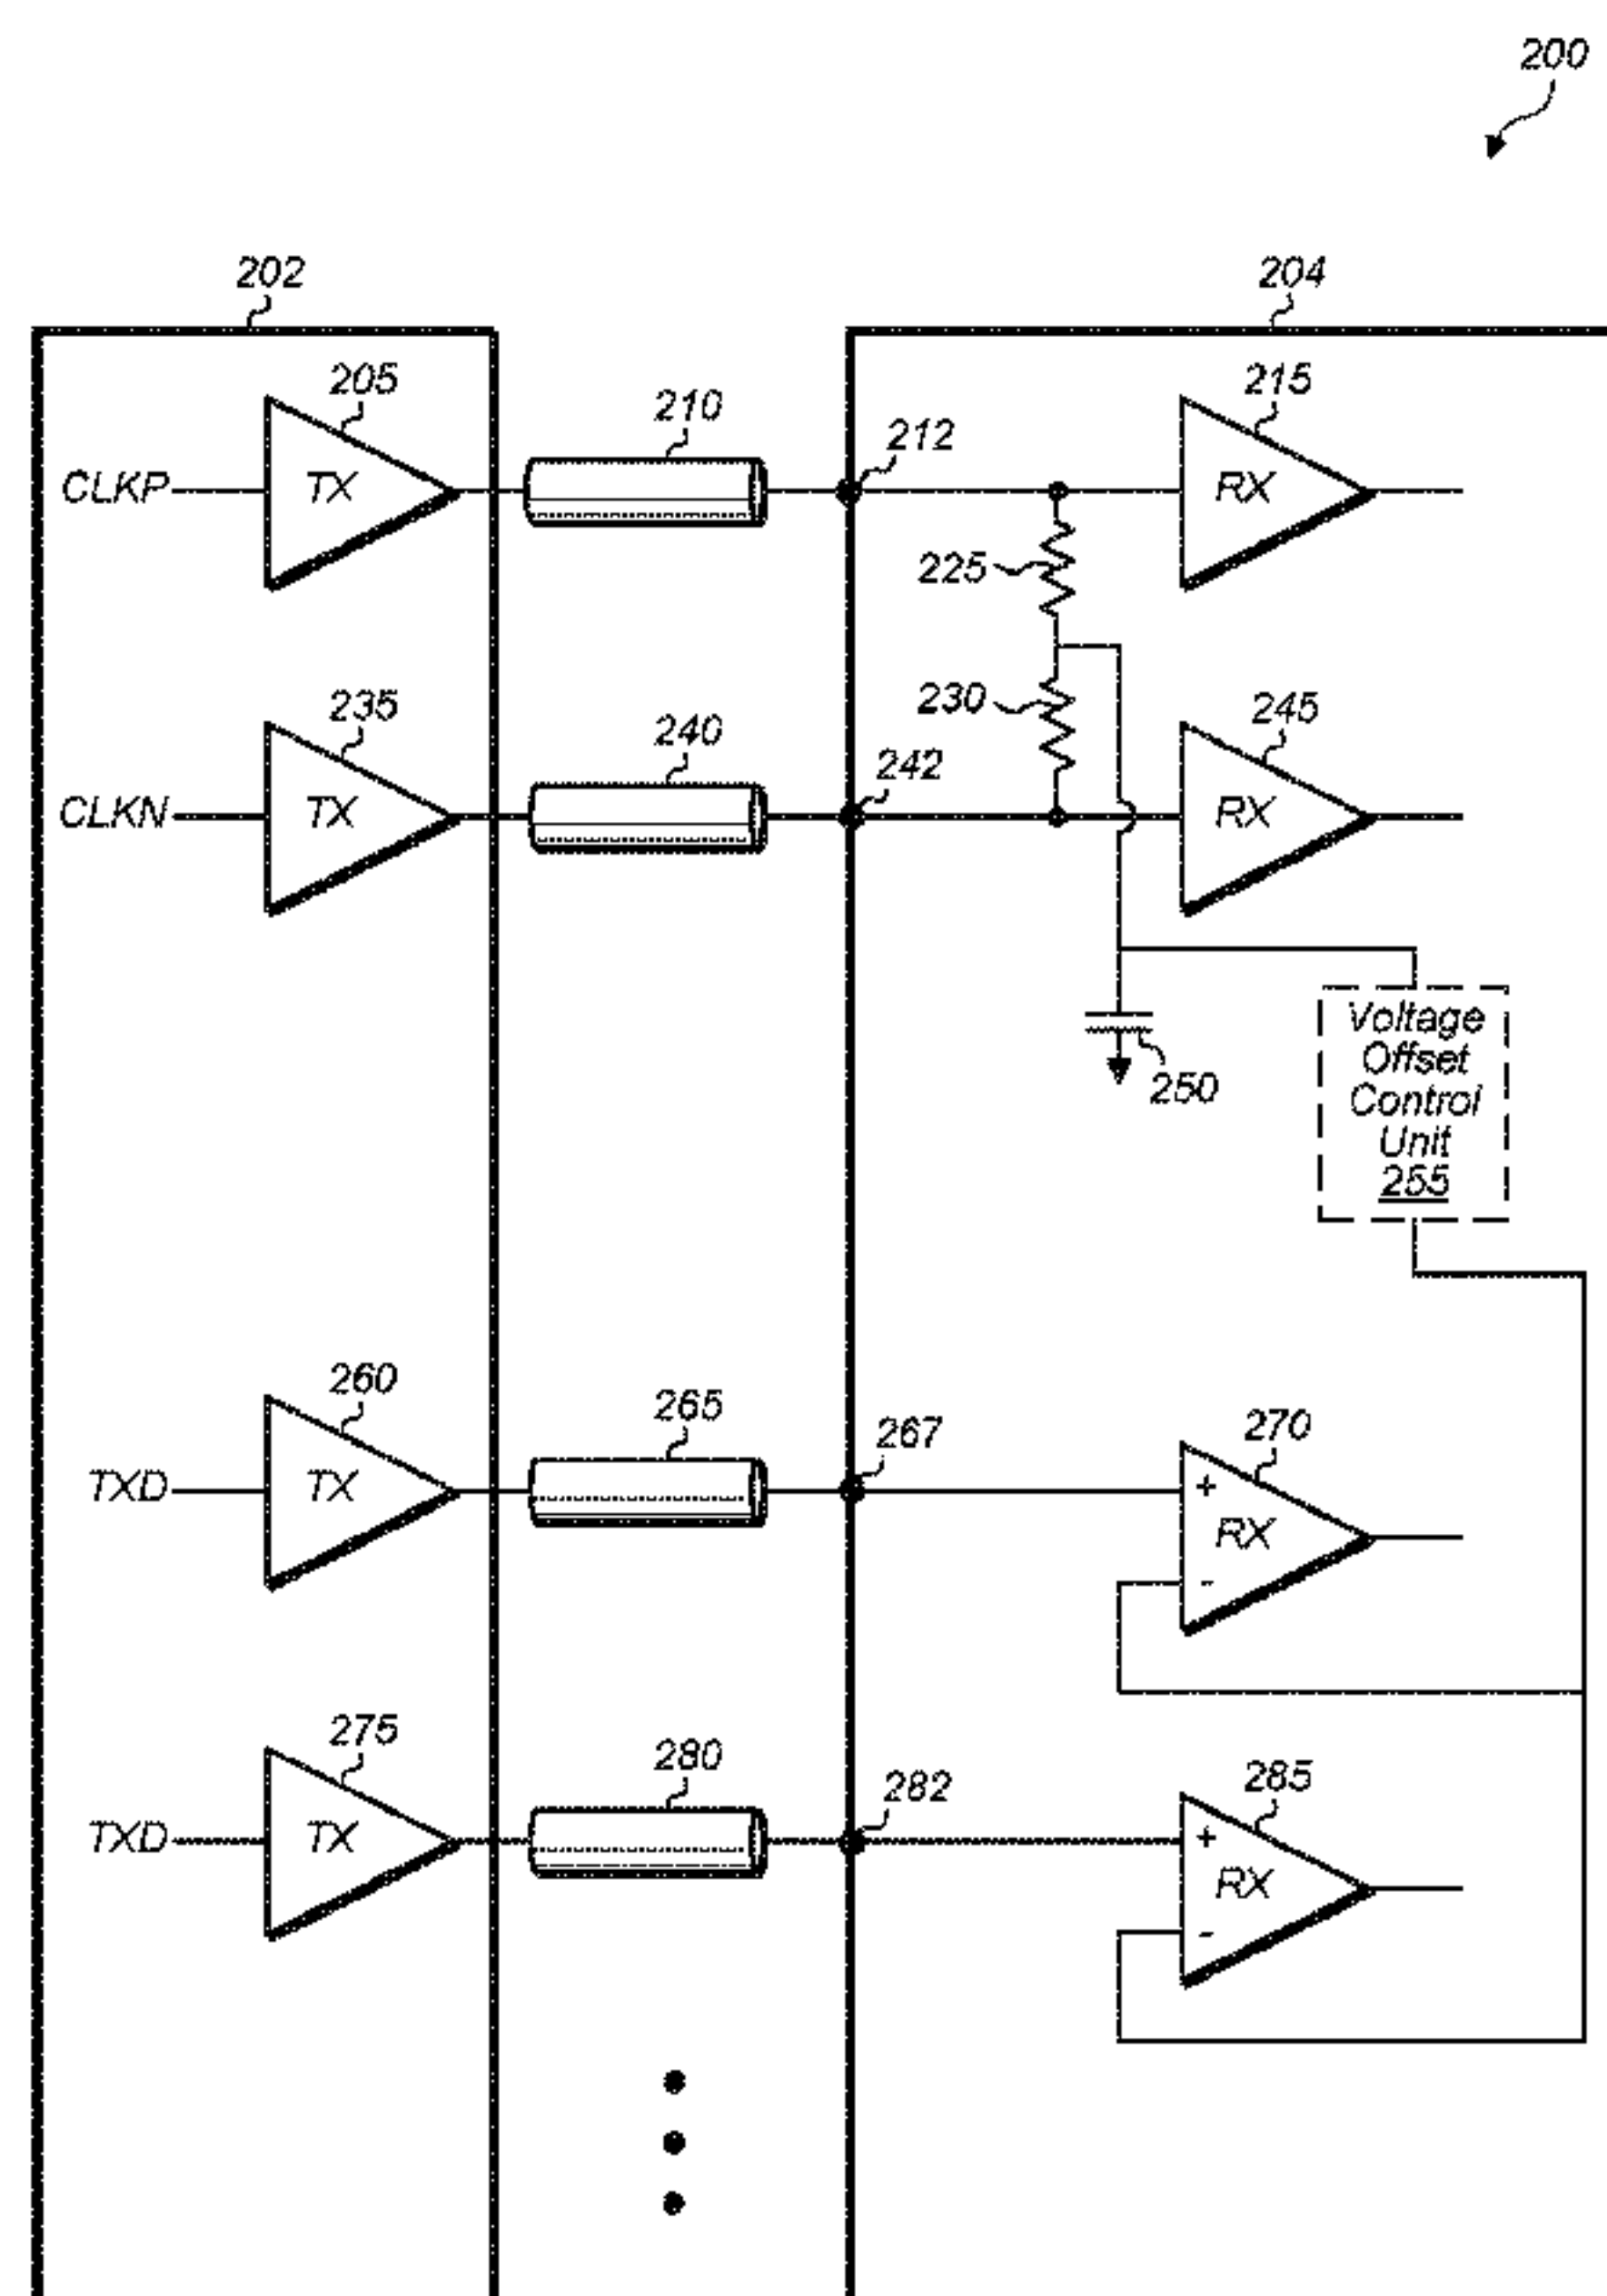 200
202
204
205
210
212
215
CLKP
TX
RX
225
230
235
240
242
245
CLKN
TX
RX
250
Voltage
Offset
Control
Unit
255
260
265
267
270
TXD
TX
+
RX
-
275
280
282
285
TXD
TX
+
RX
-